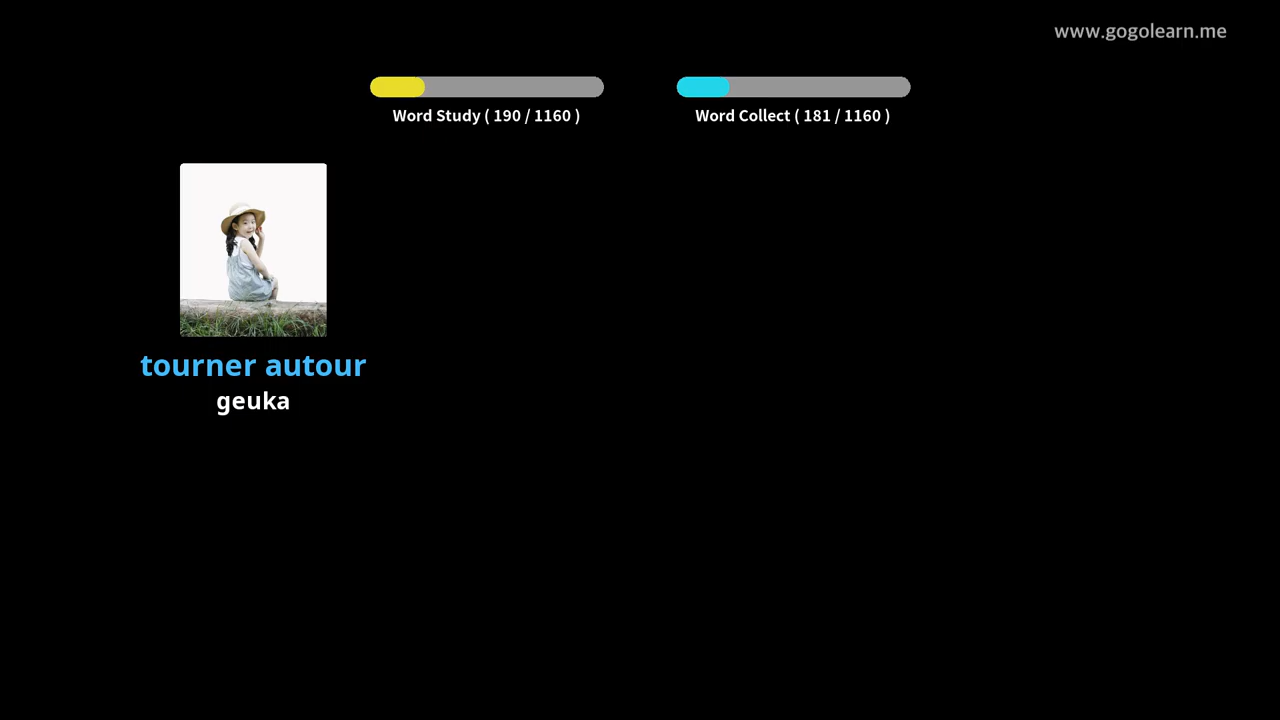 www.gogolearn.me
Word Study ( 190 / 1160 )
Word Collect ( 181 / 1160 )
tourner autour
geuka